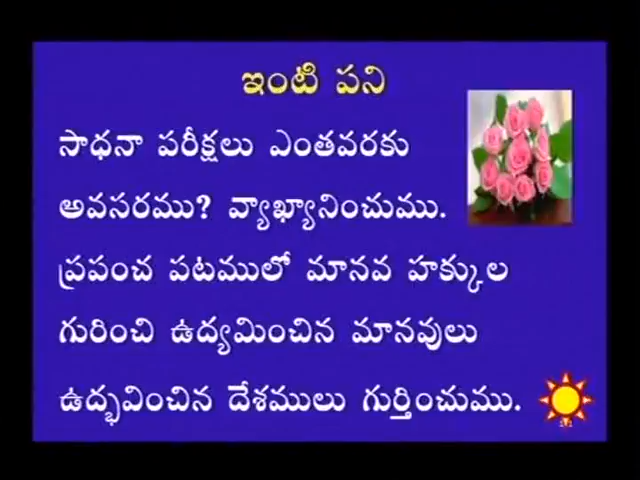 ఇంటి పని
సాధనా పరీక్షలు ఎంతవరకు
అవసరము? వ్యాఖ్యానించుము.
ప్రపంచ పటములో మానవ హక్కుల
గురించి ఉద్యమించిన మానవులు
ఉద్భవించిన దేశములు గుర్తించుము.